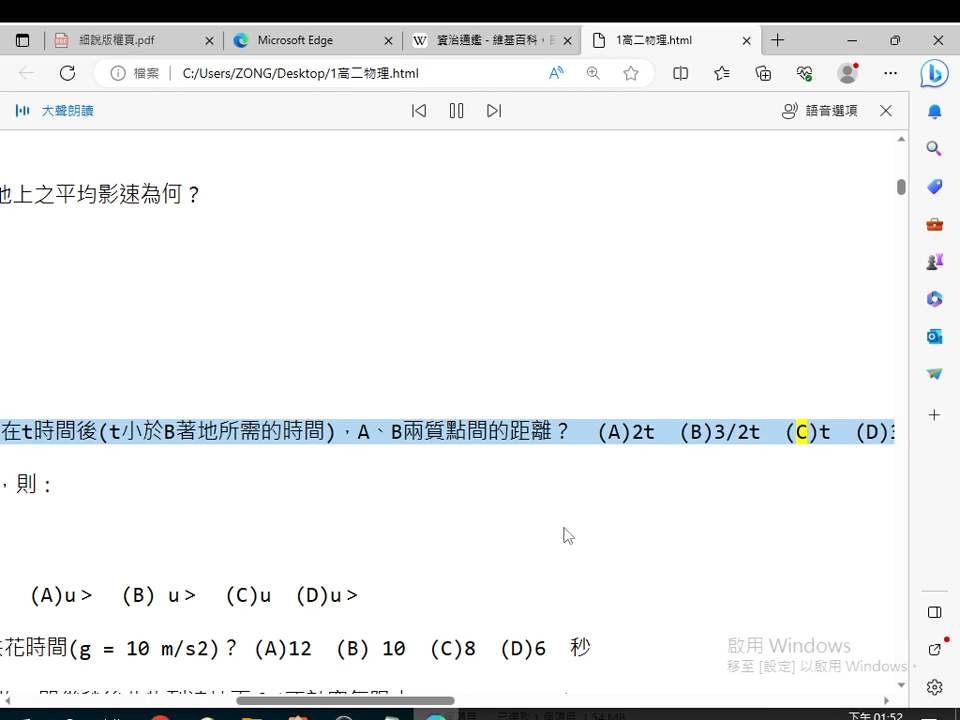 細說版權頁.pdf
Microsoft Edge
資治通鑑 - 維基百科，
1高二物理.html
檔案
C:/Users/ZONG/Desktop/1高二物理.html
大聲朗讀
語音選項
地上之平均影速為何？
在t時間後(t小於B著地所需的時間)，A、B兩質點間的距離？ (A)2t (B)3/2t (C)t (D)3
，則：
(A)u> (B) u> (C)u (D)u>
花時間(g = 10 m/s2)？ (A)12 (B) 10 (C)8 (D)6 秒
啟用 Windows
移至 [設定] 以啟用 Windows。
下午 01:52